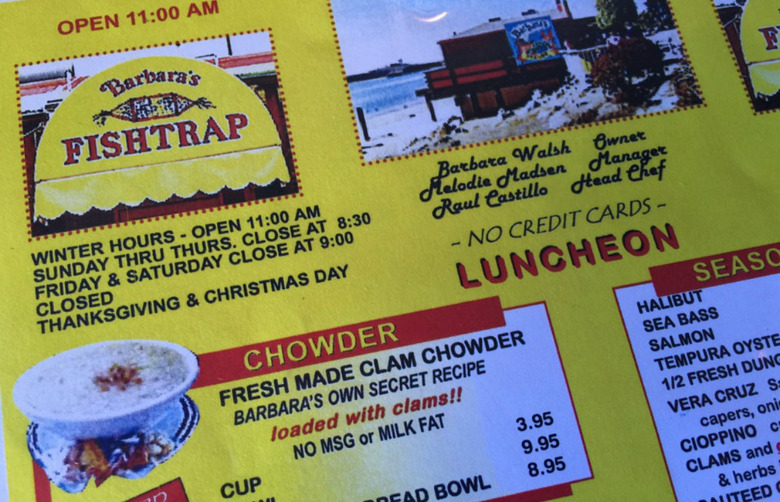 OPEN 11:00 AM
Barbara's
FISHTRAP
WINTER HOURS - OPEN 11:00 AM
SUNDAY THRU THURS. CLOSE AT 8:30
FRIDAY & SATURDAY CLOSE AT 9:00
CLOSED
THANKSGIVING & CHRISTMAS DAY
Barbara Walsh Owner
Melodie Madsen Manager
Raul Castillo Head Chef
- NO CREDIT CARDS -
LUNCHEON
CHOWDER
FRESH MADE CLAM CHOWDER
BARBARA'S OWN SECRET RECIPE
loaded with clams!!
NO MSG or MILK FAT
CUP 3.95
9.95
BREAD BOWL 8.95
SEASO
HALIBUT
SEA BASS
SALMON
TEMPURA OYSTE
1/2 FRESH DUN
VERA CRUZ
capers, oni
CIOPPINO
CLAMS and
& herbs